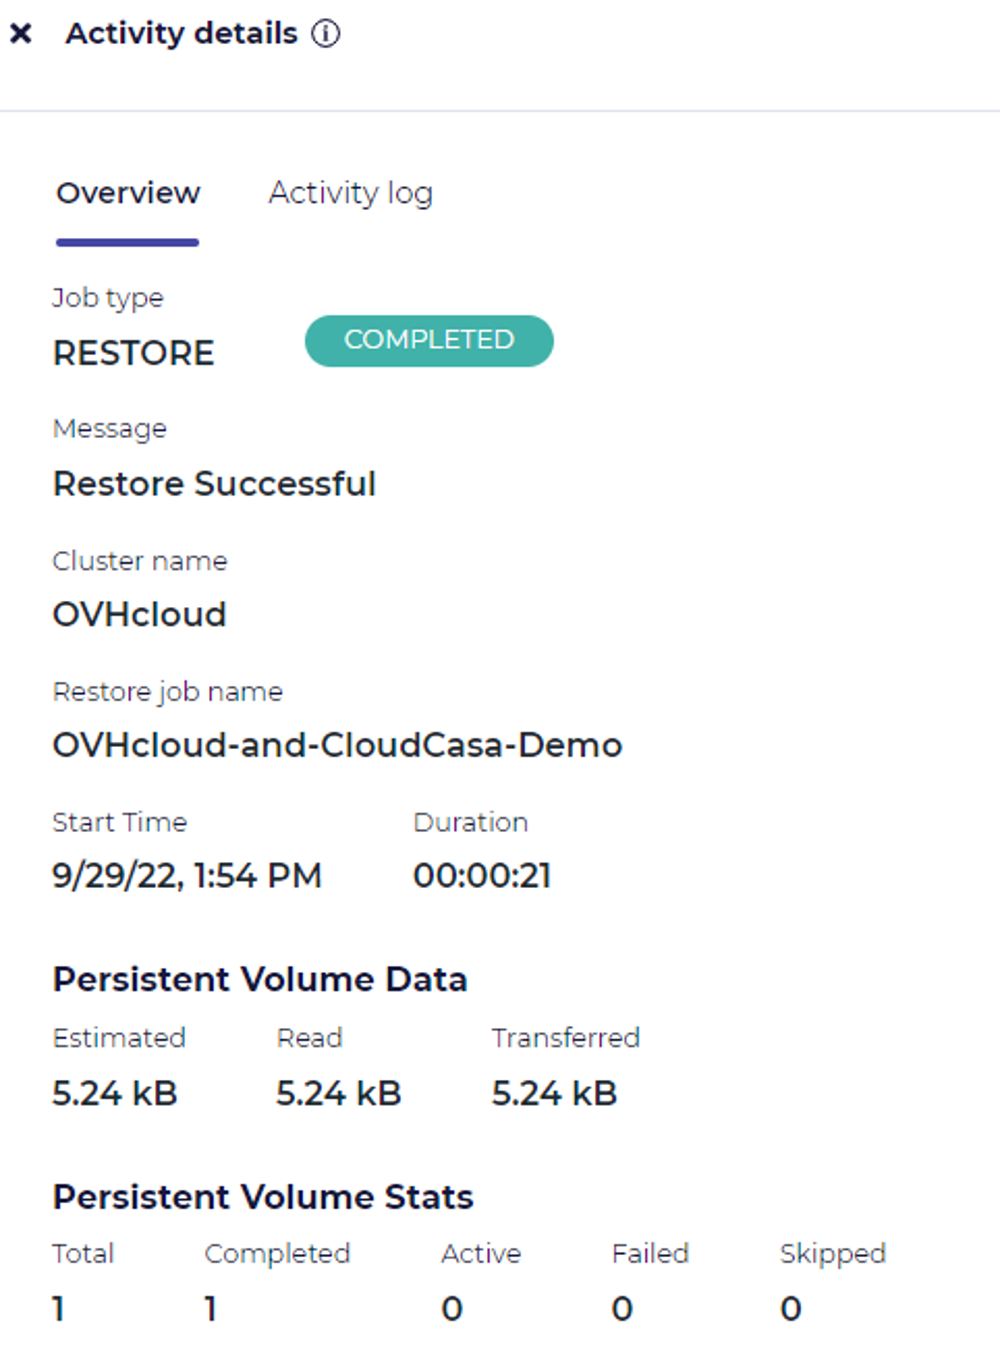 Activity details
Overview Activity log
Job type
RESTORE COMPLETED
Message
Restore Successful
Cluster name
OVHcloud
Restore job name
OVHcloud-and-CloudCasa-Demo
Start Time Duration
9/29/22, 1:54 PM 00:00:21
Persistent Volume Data
Estimated Read Transferred
5.24 kB 5.24 kB 5.24 kB
Persistent Volume Stats
Total Completed Active Failed Skipped
1 1 0 0 0